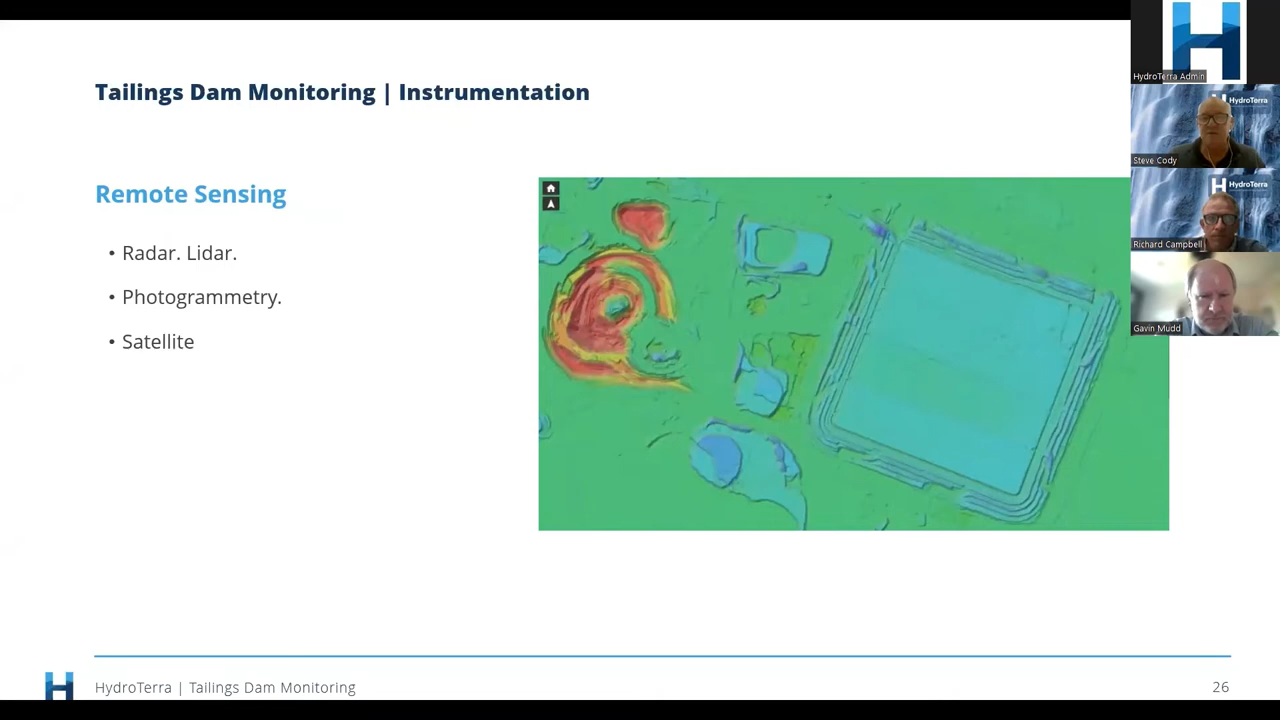 Tailings Dam Monitoring | Instrumentation
Remote Sensing
• Radar. Lidar.
• Photogrammetry.
• Satellite
HydroTerra | Tailings Dam Monitoring
26
HydroTerra Admin
HydroTerra
Steve Cody
HydroTerra
Richard Campbell
Gavin Mudd